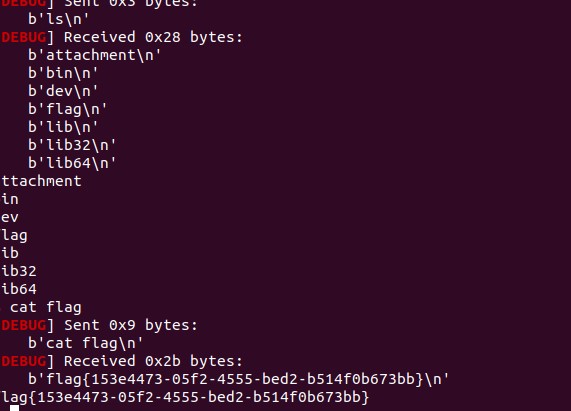 DEBUG] Sent 0x3 bytes:
b'ls\n'
DEBUG] Received 0x28 bytes:
b'attachment\n'
b'bin\n'
b'dev\n'
b'flag\n'
b'lib\n'
b'lib32\n'
b'lib64\n'
ttachment
in
ev
lag
ib
ib32
ib64
cat flag
DEBUG] Sent 0x9 bytes:
b'cat flag\n'
DEBUG] Received 0x2b bytes:
b'flag{153e4473-05f2-4555-bed2-b514f0b673bb}\n'
lag{153e4473-05f2-4555-bed2-b514f0b673bb}